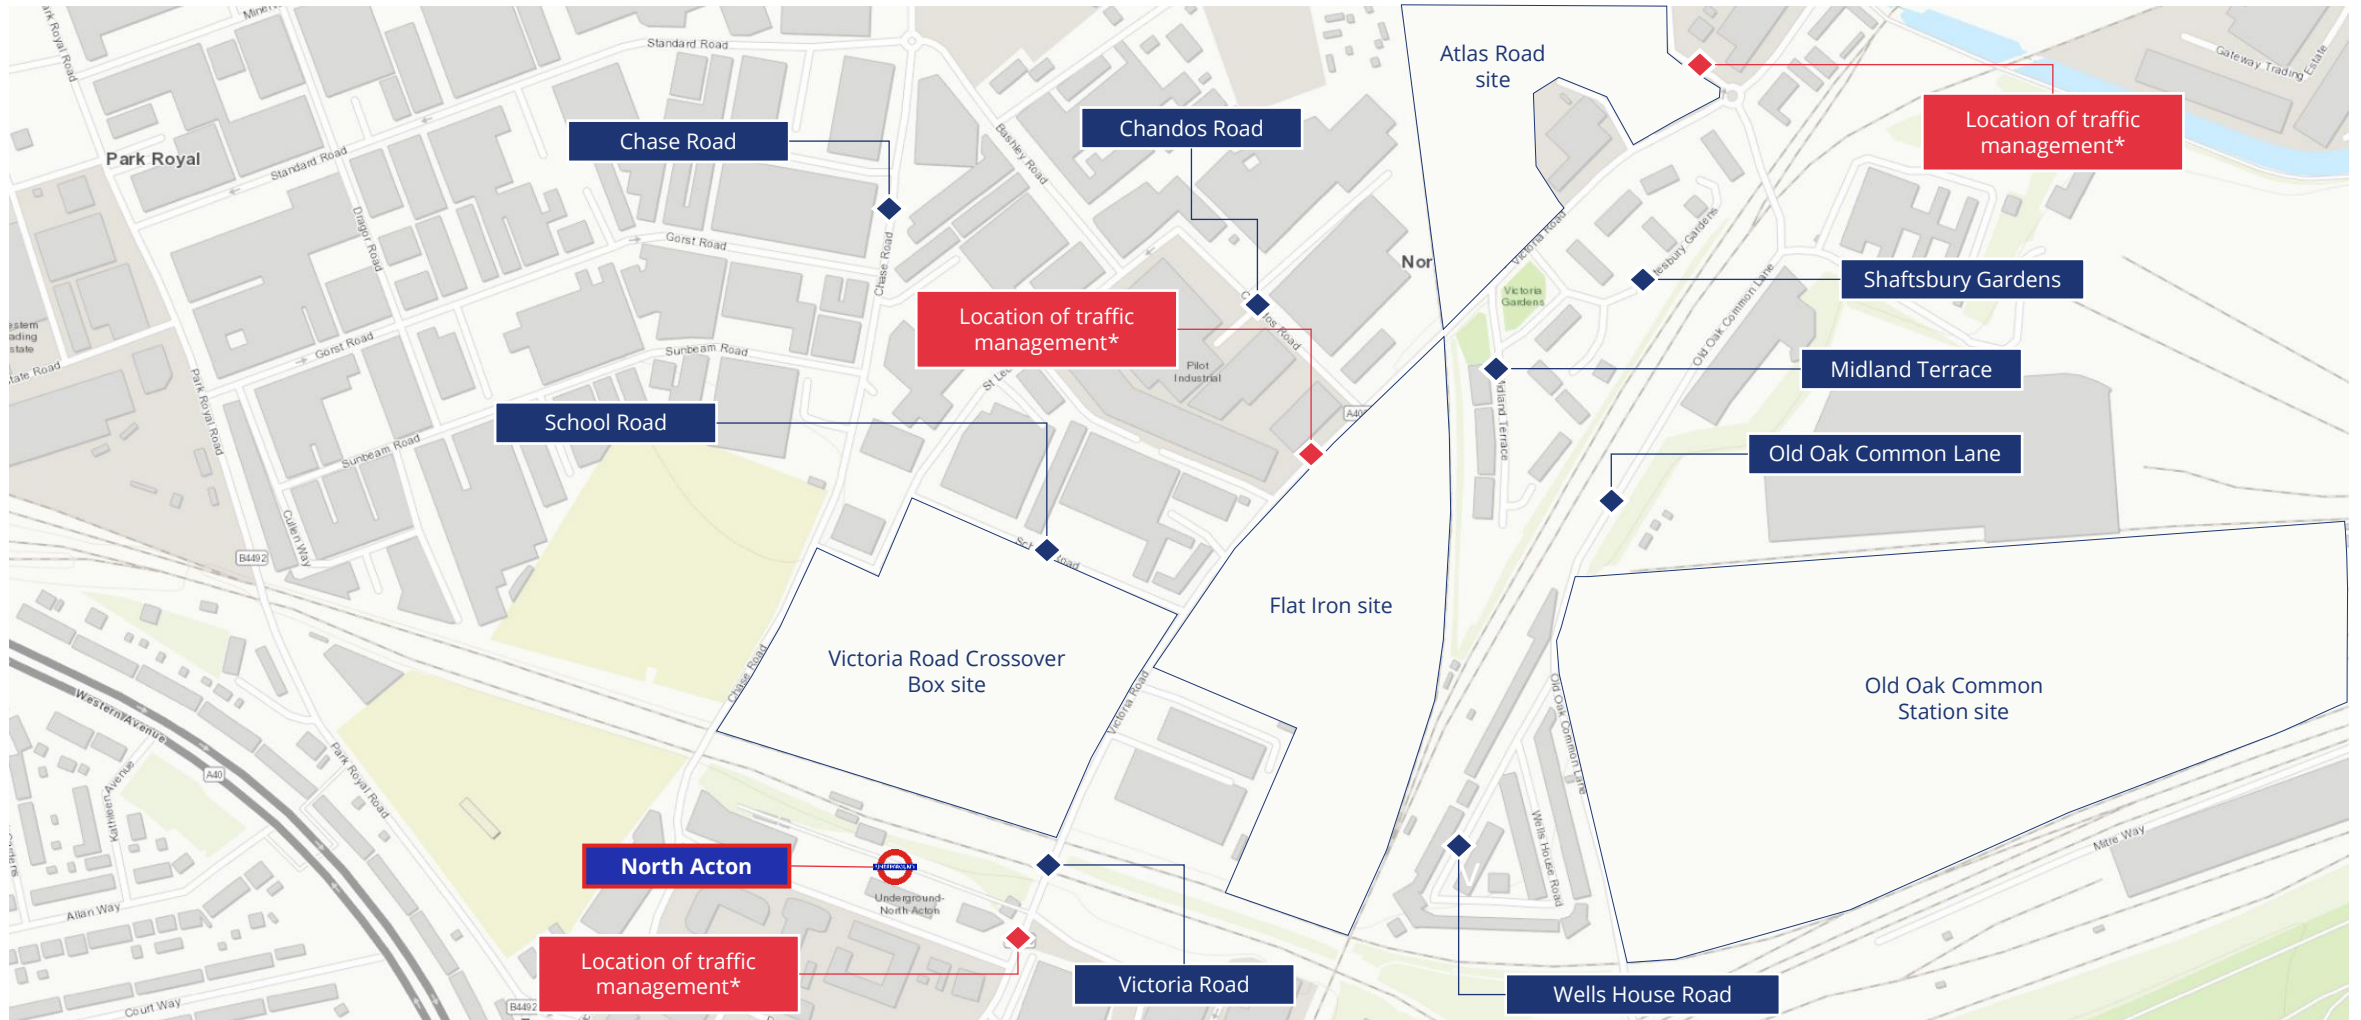 Standard Road
Atlas Road
site
Gateway Trading Estate
Park Royal
Standard Road
Bashley Road
Chase Road
Chandos Road
Location of traffic
management*
Dragor Road
Gorst Road
Chase Road
Victoria Road
Victoria
Gardens
Shaftsbury Gardens
Old Oak Common Lane
Location of traffic
management*
Gorst Road
Sunbeam Road
Pilot
Industrial
Midland Terrace
Midland Terrace
Park Royal Road
School Road
Sunbeam Road
Old Oak Common Lane
Cullen Way
B4492
Flat Iron site
Victoria Road Crossover
Box site
Chase Road
Victoria Road
Old Oak Common Lane
Old Oak Common
Station site
Western Avenue
A40
Park Royal Road
Kathleen Avenue
Wells House Road
Mitre Way
North Acton
UNDERGROUND
Underground-
North Acton
Allan Way
Court Way
B4492
Location of traffic
management*
Victoria Road
Wells House Road